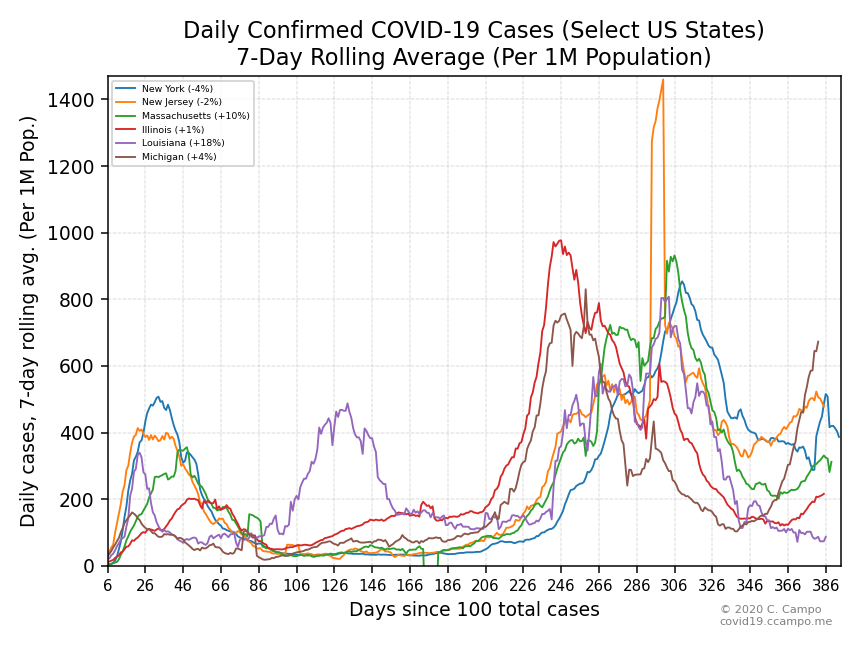 Daily Confirmed COVID-19 Cases (Select US States)
7-Day Rolling Average (Per 1M Population)
Daily cases, 7-day rolling avg. (Per 1M Pop.)
1400
1200
1000
800
600
400
200
0
New York (-4%)
New Jersey (-2%)
Massachusetts (+10%)
Illinois (+1%)
Louisiana (+18%)
Michigan (+4%)
6 26 46 66 86 106 126 146 166 186 206 226 246 266 286 306 326 346 366 386
Days since 100 total cases
© 2020 C. Campo
covid19.ccampo.me